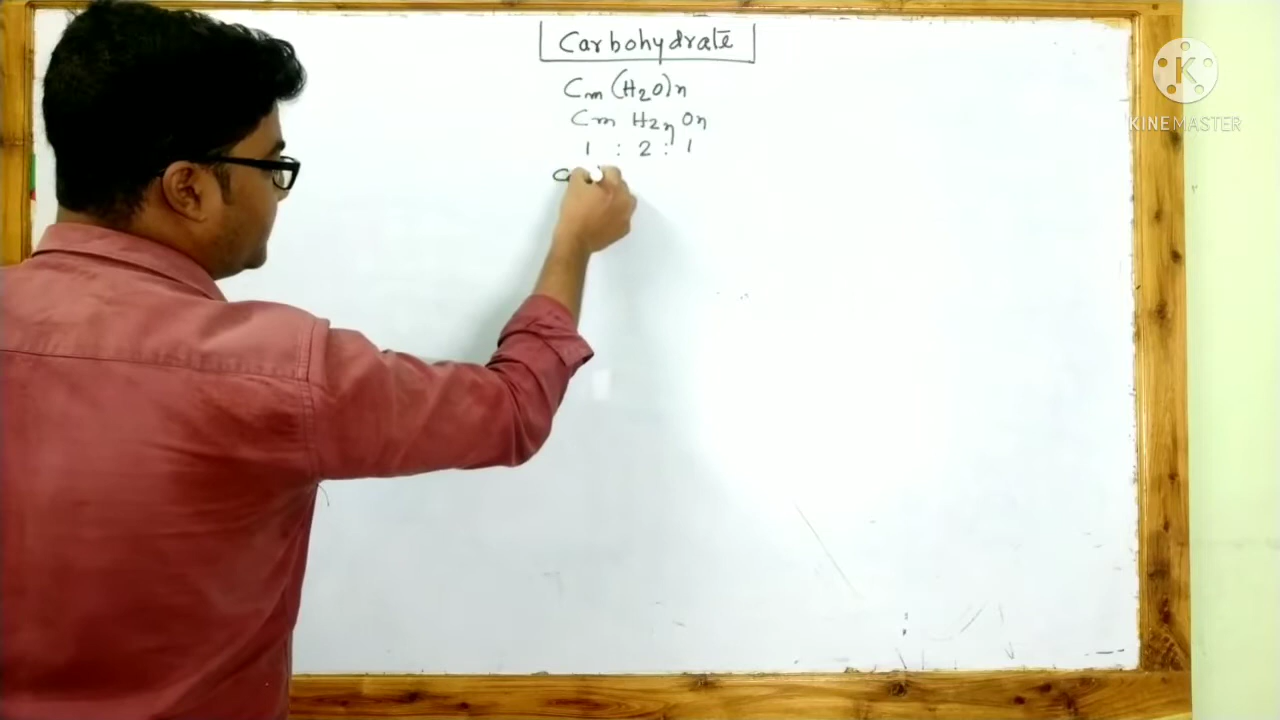 Carbohydrate
Cm (H2O)n
Cm H2n On
1 : 2 : 1
C
K
KINEMASTER